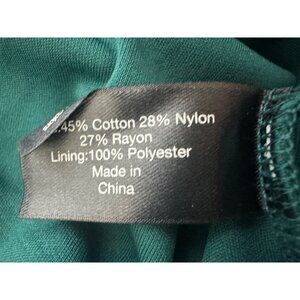 45% Cotton 28% Nylon
27% Rayon
Lining:100% Polyester
Made in
China